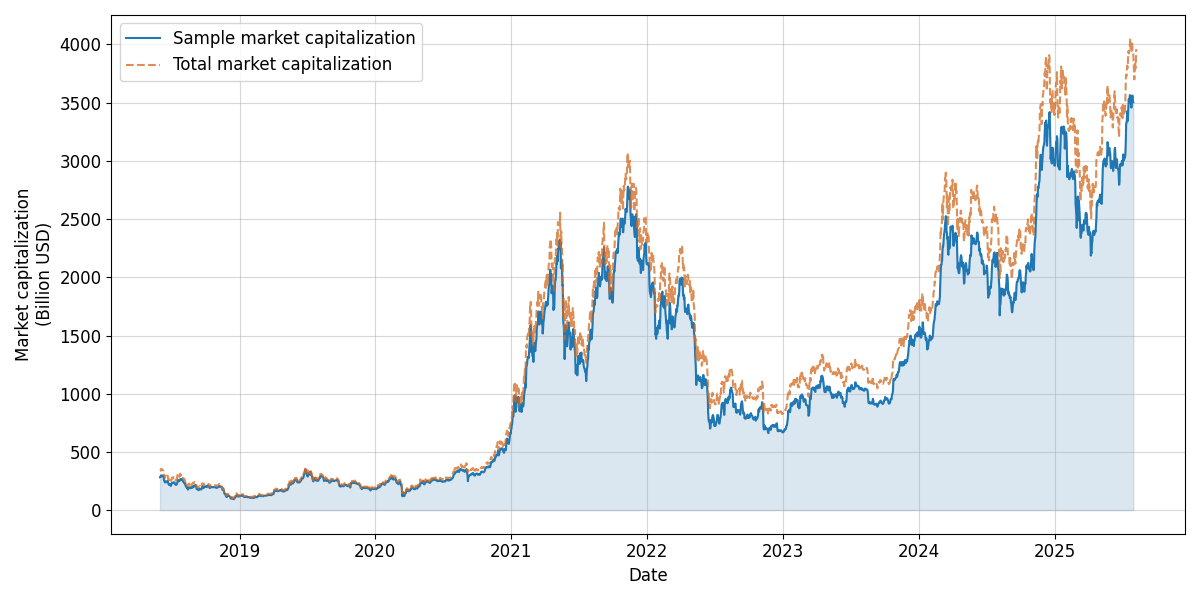 Sample market capitalization
Total market capitalization
Market capitalization
(Billion USD)
4000
3500
3000
2500
2000
1500
1000
500
0
2019 2020 2021 2022 2023 2024 2025
Date